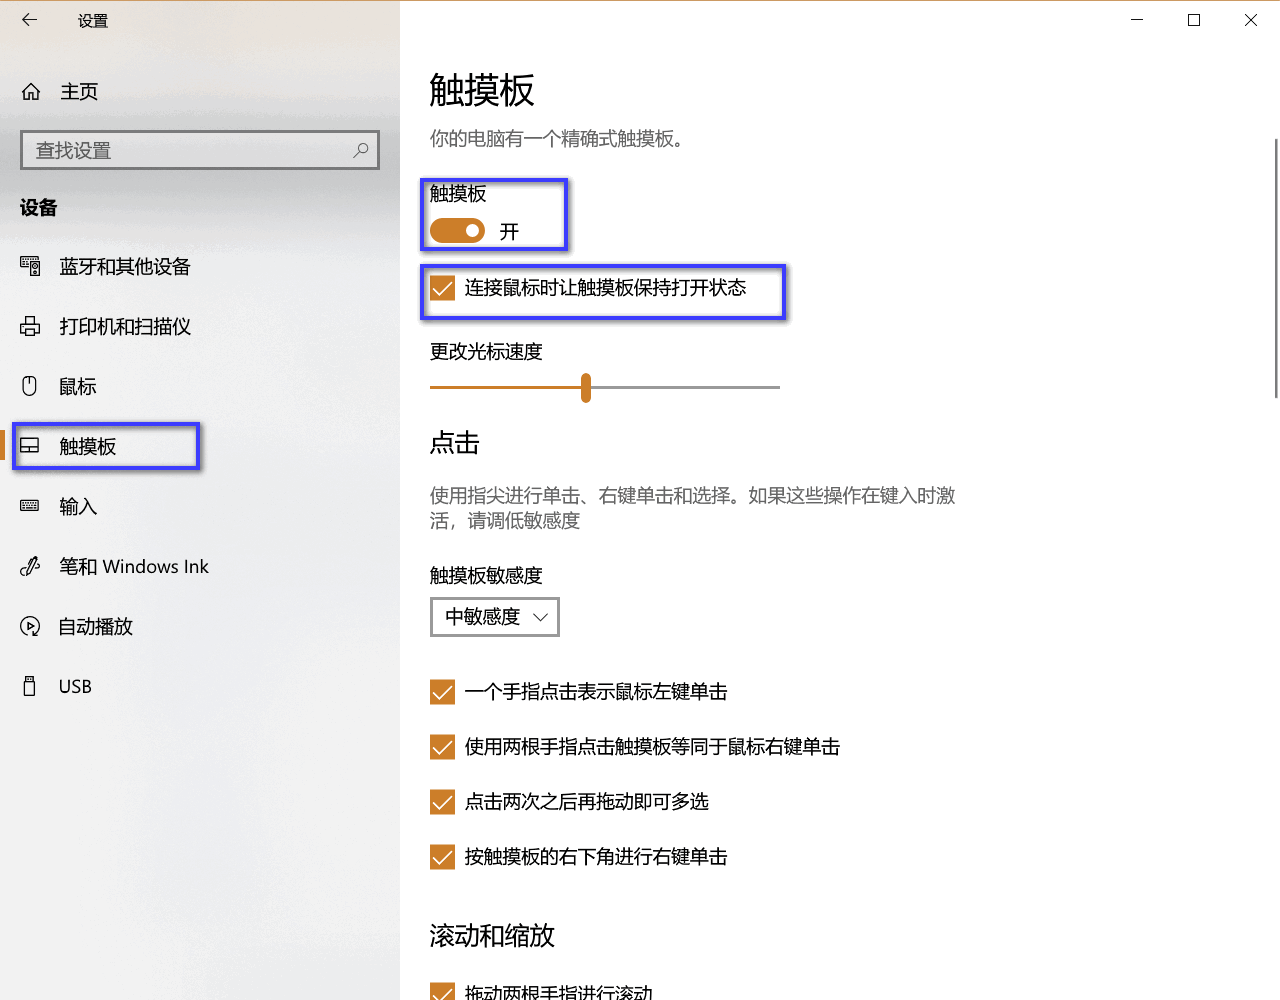 设置
主页
查找设置
设备
蓝牙和其他设备
打印机和扫描仪
鼠标
触摸板
输入
笔和 Windows Ink
自动播放
USB
触摸板
你的电脑有一个精确式触摸板。
触摸板
开
连接鼠标时让触摸板保持打开状态
更改光标速度
点击
使用指尖进行单击、右键单击和选择。如果这些操作在键入时激
活，请调低敏感度
触摸板敏感度
中敏感度
一个手指点击表示鼠标左键单击
使用两根手指点击触摸板等同于鼠标右键单击
点击两次之后再拖动即可多选
按触摸板的右下角进行右键单击
滚动和缩放
拖动两根手指进行滚动